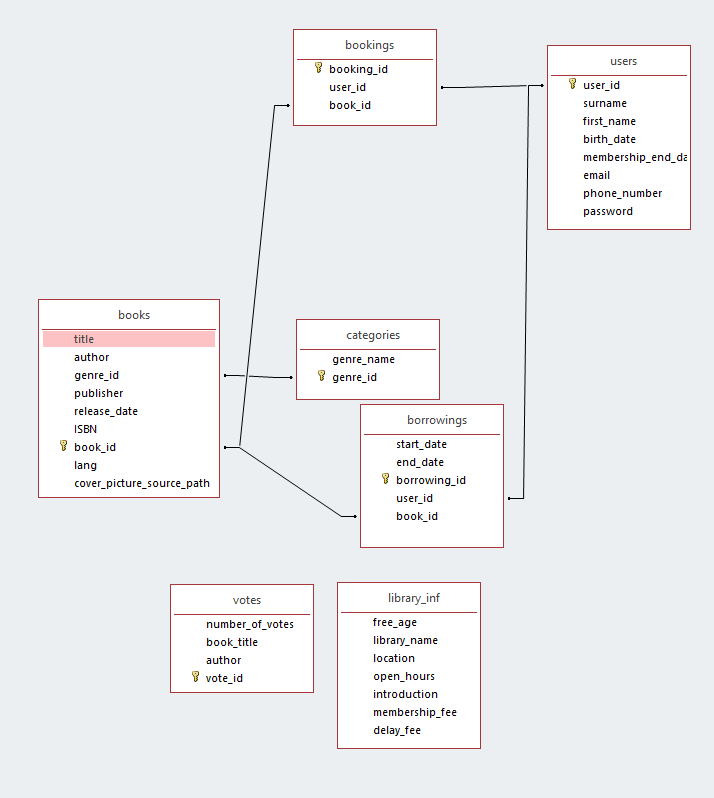 bookings
booking_id
user_id
book_id
users
user_id
surname
first_name
birth_date
membership_end_da
email
phone_number
password
books
title
author
genre_id
publisher
release_date
ISBN
book_id
lang
cover_picture_source_path
categories
genre_name
genre_id
borrowings
start_date
end_date
borrowing_id
user_id
book_id
votes
number_of_votes
book_title
author
vote_id
library_inf
free_age
library_name
location
open_hours
introduction
membership_fee
delay_fee